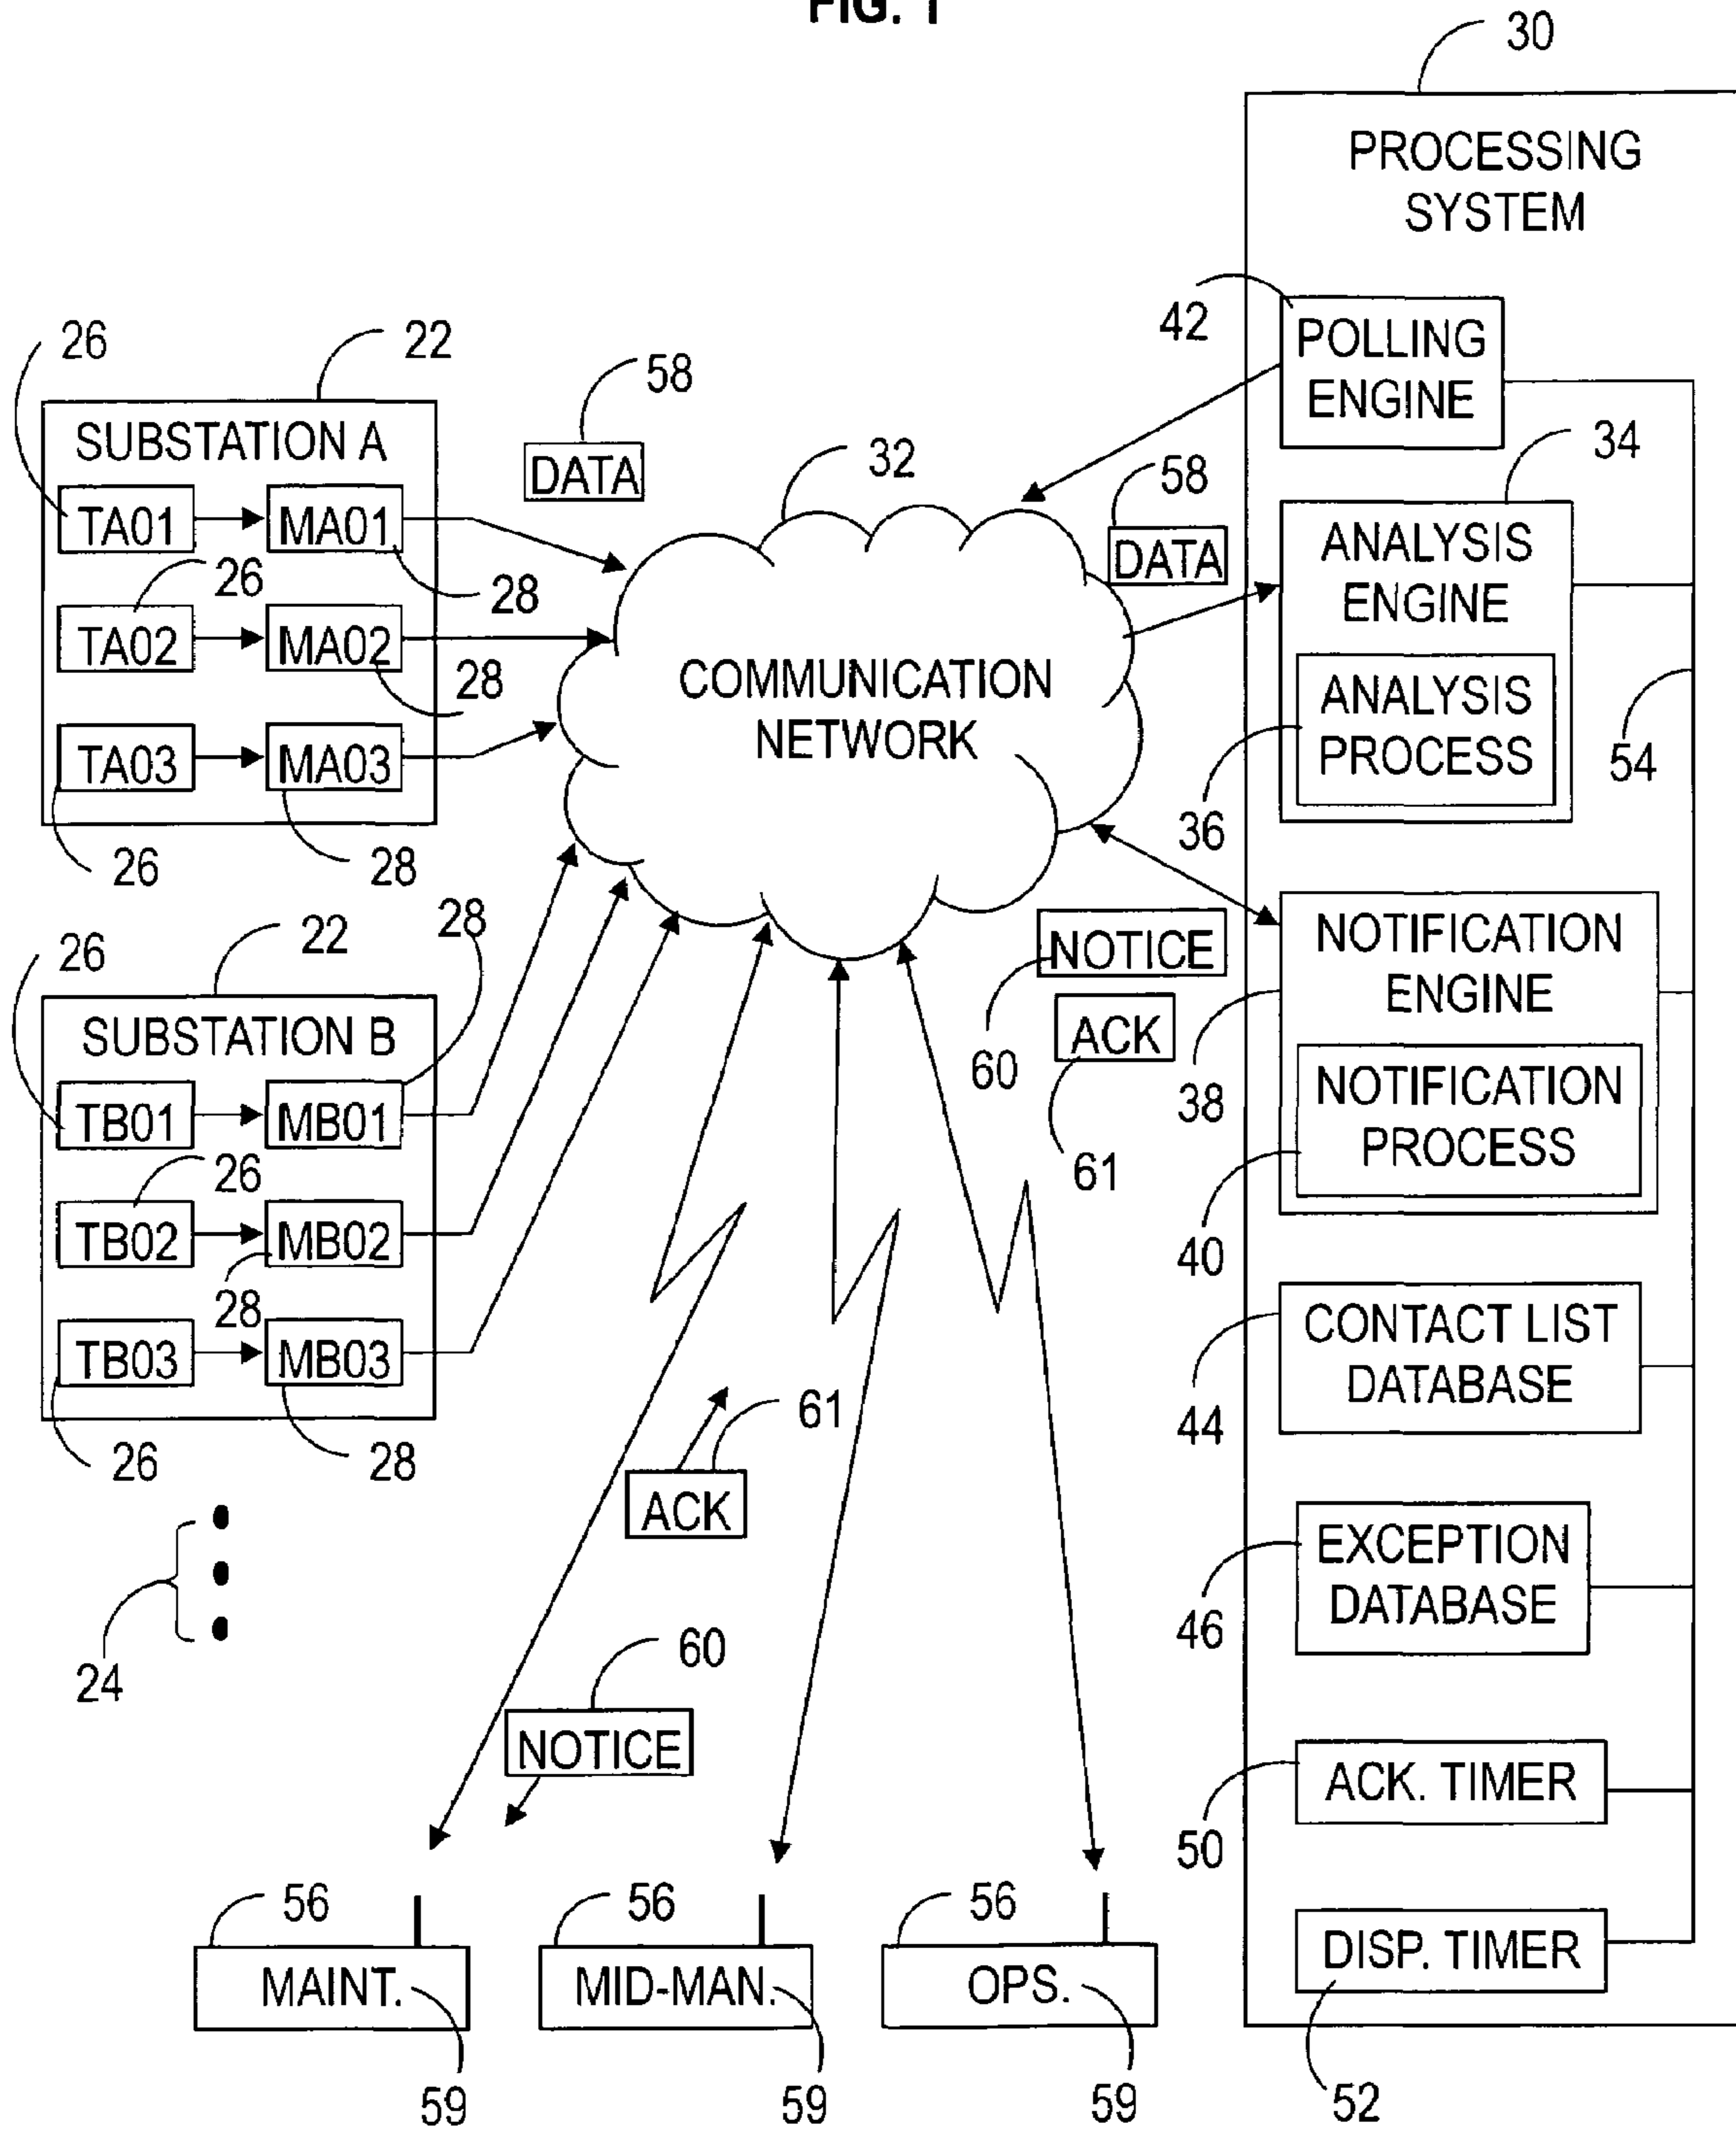 FIG. 1
30
PROCESSING
SYSTEM
42
POLLING
ENGINE
26
22
58
SUBSTATION A
DATA
32
58
34
TA01
MA01
DATA
ANALYSIS
ENGINE
26
28
TA02
MA02
28
COMMUNICATION
NETWORK
ANALYSIS
PROCESS
54
TA03
MA03
36
26
28
26
22
28
NOTICE
NOTIFICATION
ENGINE
SUBSTATION B
ACK
60
38
TB01
MB01
61
NOTIFICATION
PROCESS
26
TB02
MB02
40
28
TB03
MB03
CONTACT LIST
DATABASE
61
44
26
28
ACK
EXCEPTION
DATABASE
46
24
60
NOTICE
ACK. TIMER
50
56
56
56
MAINT.
MID-MAN.
OPS.
DISP. TIMER
59
59
59
52